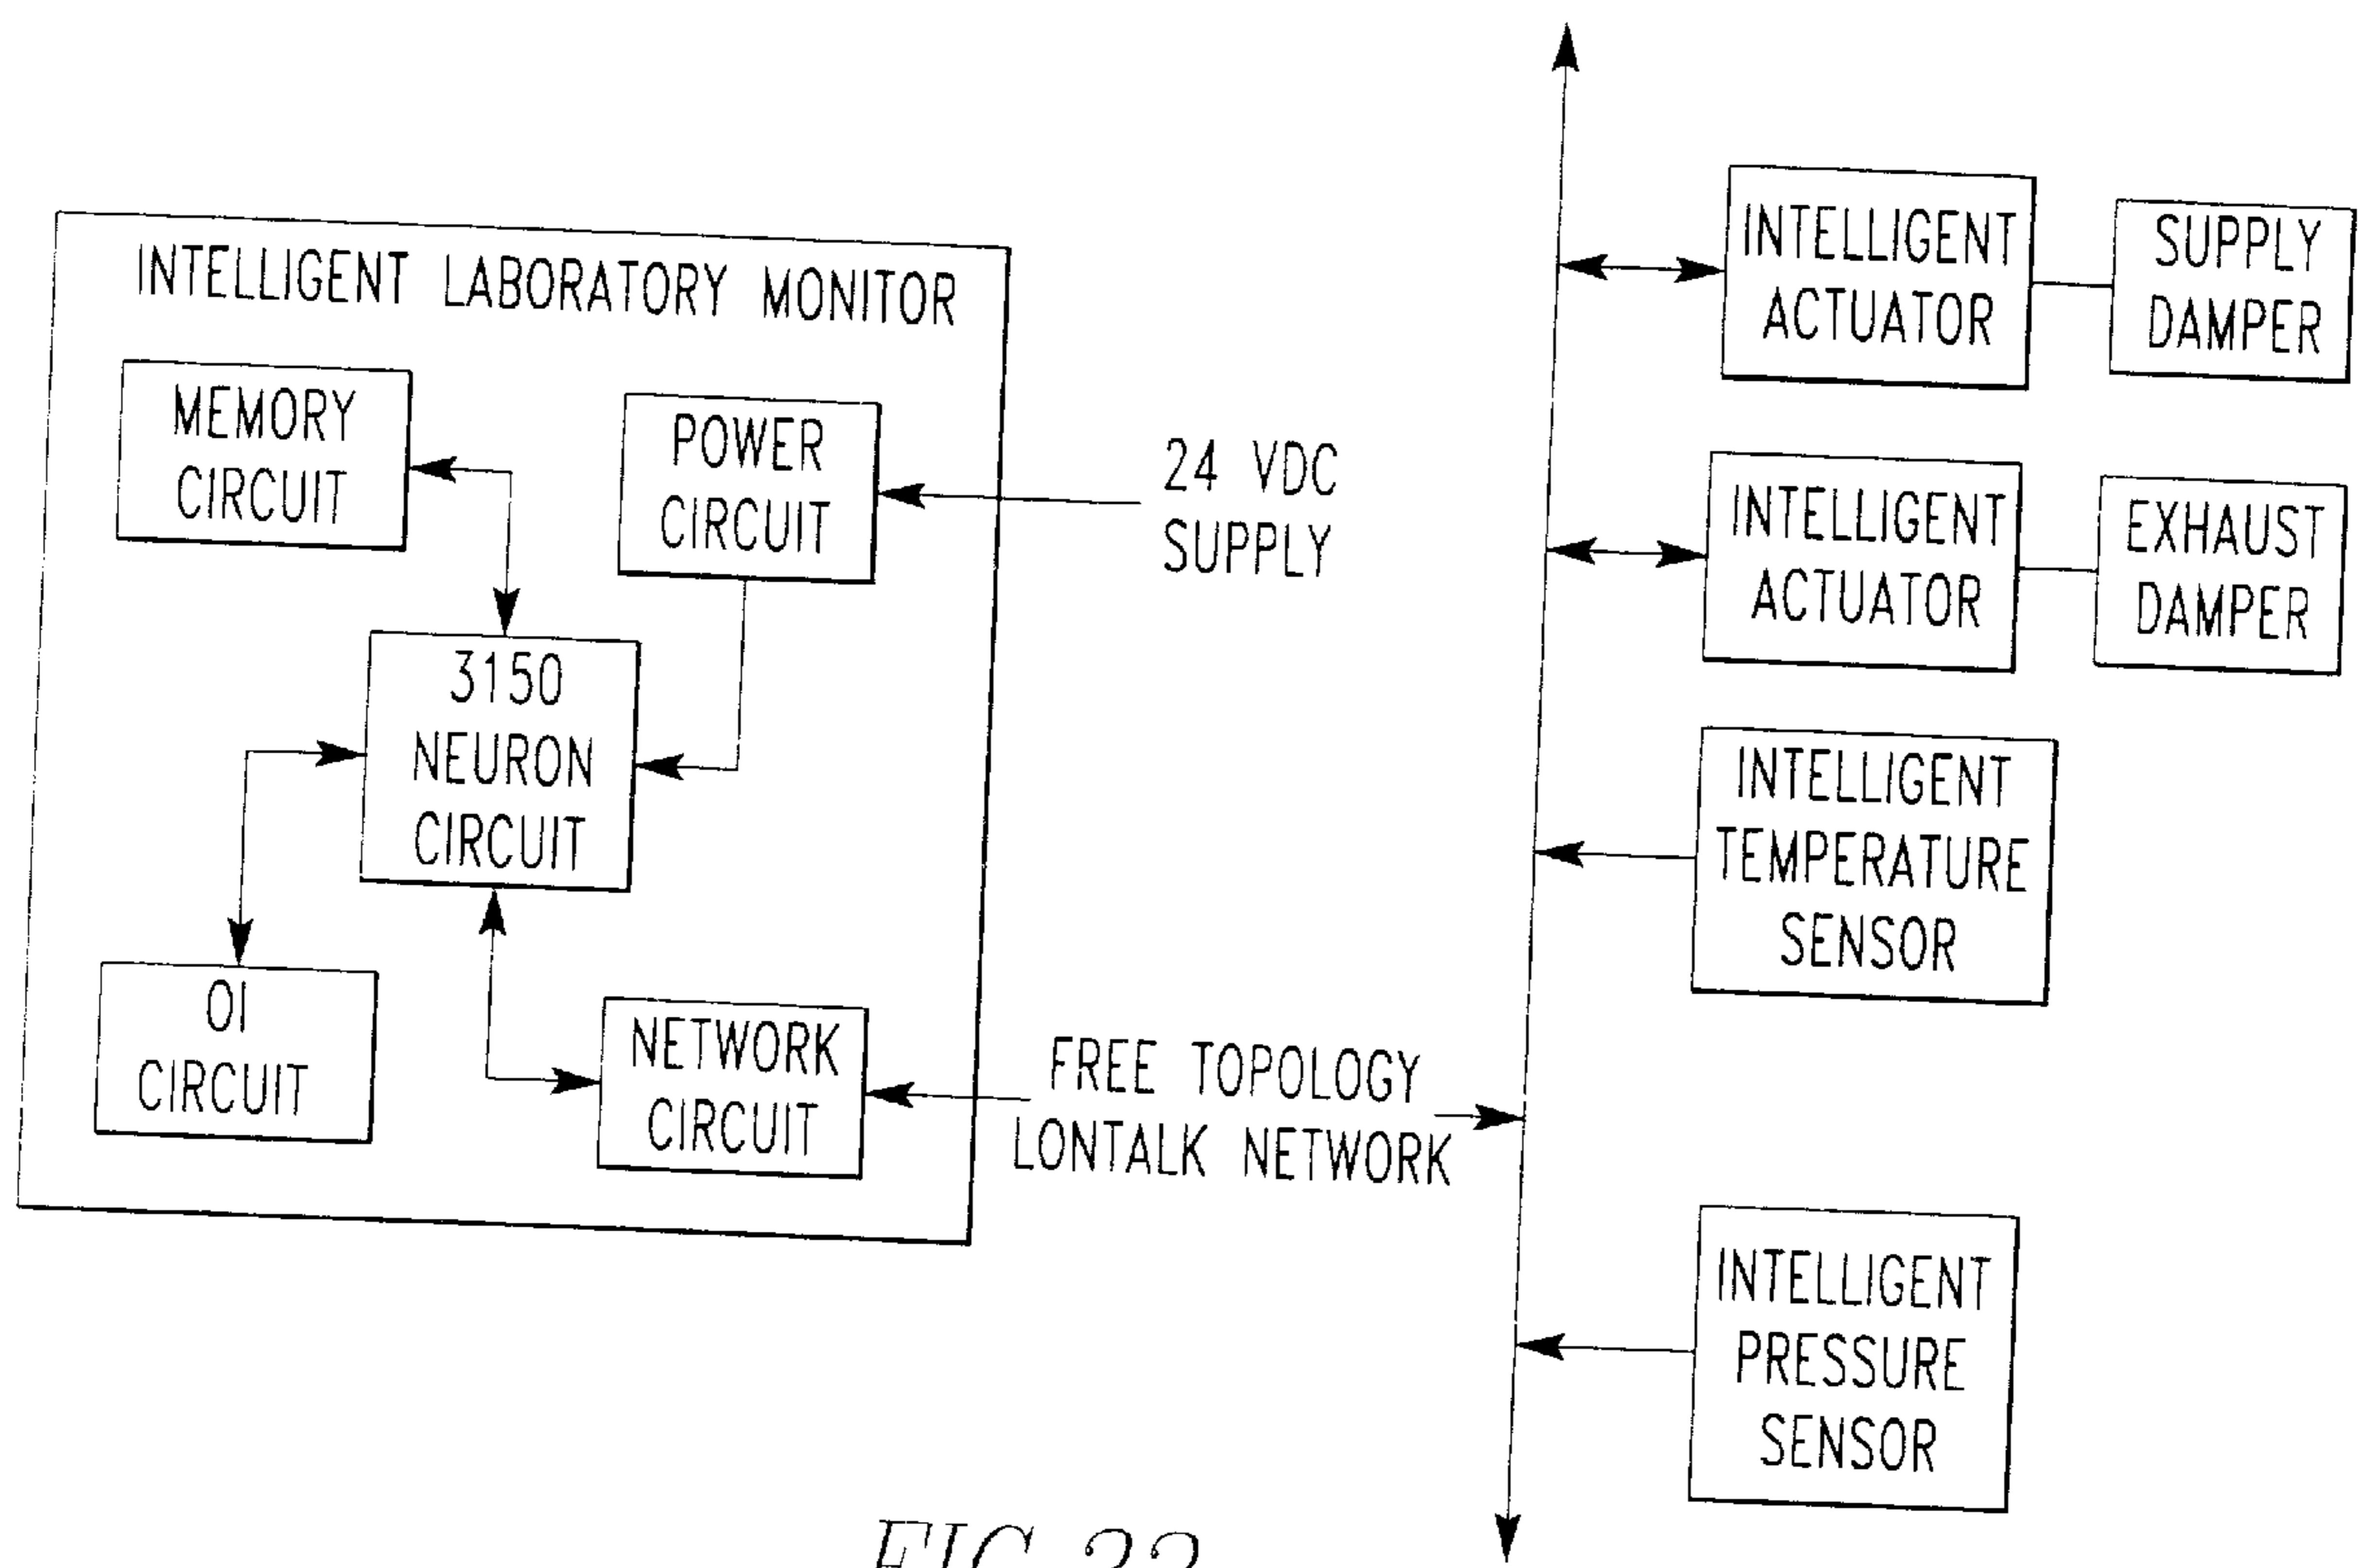 INTELLIGENT LABORATORY MONITOR
MEMORY
CIRCUIT
POWER
CIRCUIT
24 VDC
SUPPLY
3150
NEURON
CIRCUIT
OI
CIRCUIT
NETWORK
CIRCUIT
FREE TOPOLOGY
LONTALK NETWORK
INTELLIGENT
ACTUATOR
SUPPLY
DAMPER
INTELLIGENT
ACTUATOR
EXHAUST
DAMPER
INTELLIGENT
TEMPERATURE
SENSOR
INTELLIGENT
PRESSURE
SENSOR